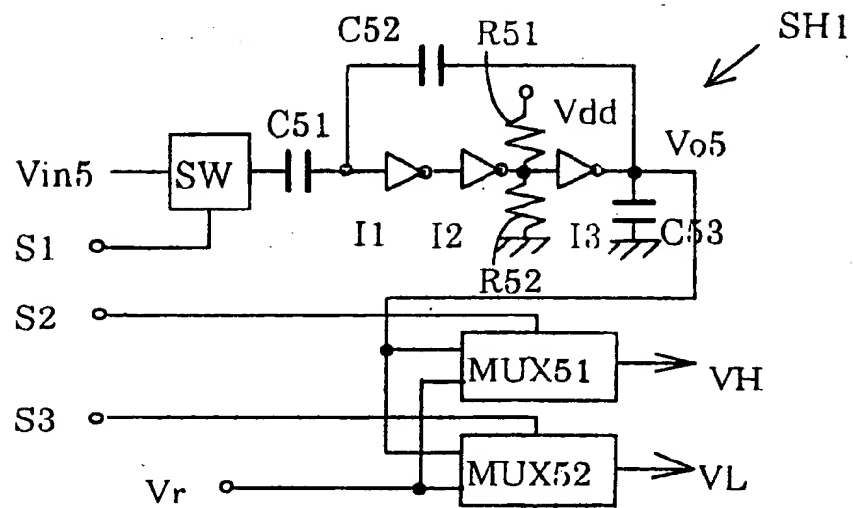 C52
R51
SH1
C51
Vdd
Vo5
Vin5
SW
S1
I1
I2
I3
C53
R52
S2
MUX51
VH
S3
MUX52
VL
Vr